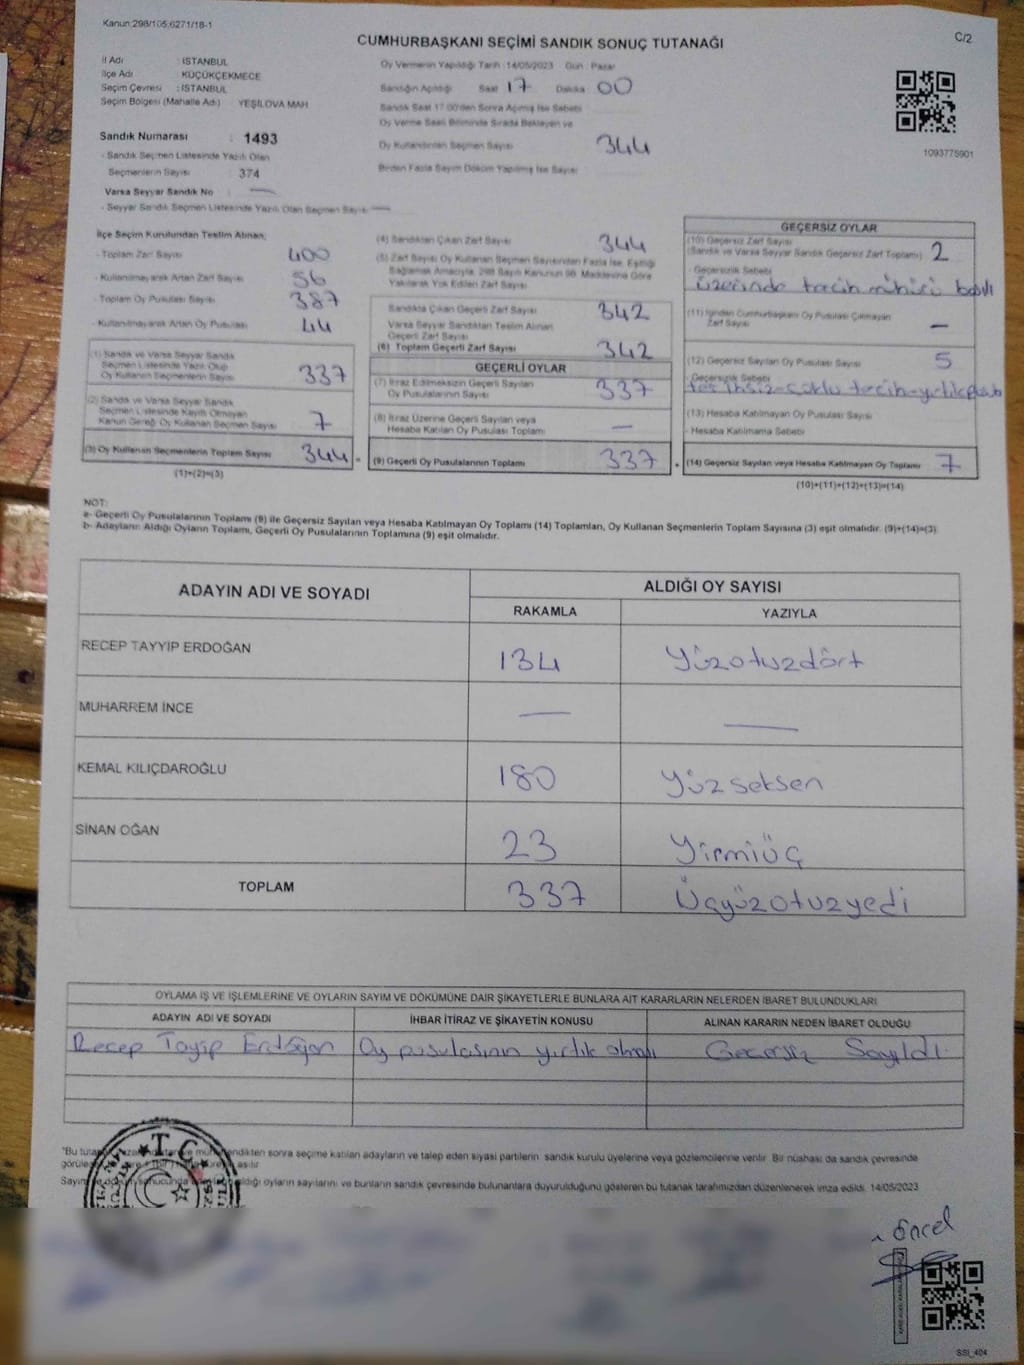 Kanun:298/105;6271/18-1
C/2
CUMHURBAŞKANI SEÇİMİ SANDIK SONUÇ TUTANAĞI
İl Adı : İSTANBUL
İlçe Adı : KÜÇÜKÇEKMECE
Seçim Çevresi : İSTANBUL
Seçim Bölgesi (Mahalle Adı) : YEŞİLOVA MAH
Sandık Numarası : 1493
- Sandık Seçmen Listesinde Yazılı Olan
Seçmenlerin Sayısı : 374
Varsa Seyyar Sandık No : —
- Seyyar Sandık Seçmen Listesinde Yazılı Olan Seçmen Sayısı —
Oy Vermenin Yapıldığı Tarih :14/05/2023 Gün : Pazar
Sandığın Açıldığı Saat 17 Dakika 00
Sandık Saat 17:00'den Sonra Açılmış İse Sebebi
Oy Verme Saati Bitiminde Sırada Bekleyen ve
Oy Kullandırılan Seçmen Sayısı 344
Birden Fazla Sayım Döküm Yapılmış İse Sayısı
1093775901
İlçe Seçim Kurulundan Teslim Alınan;
- Toplam Zarf Sayısı 400
- Kullanılmayarak Artan Zarf Sayısı 56
- Toplam Oy Pusulası Sayısı 387
- Kullanılmayarak Artan Oy Pusulası 44
(1) Sandık ve Varsa Seyyar Sandık
Seçmen Listesinde Yazılı Olup
Oy Kullanan Seçmenlerin Sayısı 337
(2) Sandık ve Varsa Seyyar Sandık
Seçmen Listesinde Kayıtlı Olmayan
Kanun Gereği Oy Kullanan Seçmen Sayısı 7
(3) Oy Kullanan Seçmenlerin Toplam Sayısı 344
(1)+(2)=(3)
(4) Sandıktan Çıkan Zarf Sayısı 344
(5) Zarf Sayısı Oy Kullanan Seçmen Sayısından Fazla İse, Eşitliği
Sağlamak Amacıyla, 298 Sayılı Kanunun 98. Maddesine Göre
Yakılarak Yok Edilen Zarf Sayısı
Sandıkta Çıkan Geçerli Zarf Sayısı 342
Varsa Seyyar Sandıktan Teslim Alınan
Geçerli Zarf Sayısı
(6) Toplam Geçerli Zarf Sayısı 342
GEÇERLİ OYLAR
(7) İtiraz Edilmeksizin Geçerli Sayılan
Oy Pusulalarının Sayısı 337
(8) İtiraz Üzerine Geçerli Sayılan veya
Hesaba Katılan Oy Pusulası Toplamı —
(9) Geçerli Oy Pusulalarının Toplamı 337
GEÇERSİZ OYLAR
(10) Geçersiz Zarf Sayısı
(Sandık ve Varsa Seyyar Sandık Geçersiz Zarf Toplamı) 2
- Geçersizlik Sebebi
üzerinde tercih mührü basılı
(11) İçinden Cumhurbaşkanı Oy Pusulası Çıkmayan
Zarf Sayısı —
(12) Geçersiz Sayılan Oy Pusulası Sayısı 5
- Geçersizlik Sebebi
tercihsiz-çoklu tercih-yırtık
(13) Hesaba Katılmayan Oy Pusulası Sayısı
- Hesaba Katılmama Sebebi
(14) Geçersiz Sayılan veya Hesaba Katılmayan Oy Toplamı 7
(10)+(11)+(12)+(13)=(14)
NOT:
a- Geçerli Oy Pusulalarının Toplamı (9) ile Geçersiz Sayılan veya Hesaba Katılmayan Oy Toplamı (14) Toplamları, Oy Kullanan Seçmenlerin Toplam Sayısına (3) eşit olmalıdır. (9)+(14)=(3)
b- Adayların Aldığı Oyların Toplamı, Geçerli Oy Pusulalarının Toplamına (9) eşit olmalıdır.
ADAYIN ADI VE SOYADI
ALDIĞI OY SAYISI
RAKAMLA YAZIYLA
RECEP TAYYİP ERDOĞAN 134 Yüzotuzdört
MUHARREM İNCE — —
KEMAL KILIÇDAROĞLU 180 Yüzseksen
SİNAN OĞAN 23 Yirmiüç
TOPLAM 337 Üçyüzotuzyedi
OYLAMA İŞ VE İŞLEMLERİNE VE OYLARIN SAYIM VE DÖKÜMÜNE DAİR ŞİKAYETLERLE BUNLARA AİT KARARLARIN NELERDEN İBARET BULUNDUKLARI
ADAYIN ADI VE SOYADI İHBAR İTİRAZ VE ŞİKAYETİN KONUSU ALINAN KARARIN NEDEN İBARET OLDUĞU
Recep Tayip Erdoğan Oy pusulasının yırtık olması Geçersiz Sayıldı.
"Bu sonra seçime katılan adayların ve talep eden siyasi partilerin sandık kurulu üyelerine veya gözlemcilerine verilir. Bir nüshası da sandık çevresinde
T.C.
oyların sayılarını ve bunların sandık çevresinde bulunanlara duyurulduğunu gösteren bu tutanak tarafımızdan düzenlenerek imza edildi. 14/05/2023
Öncel
SSI_404